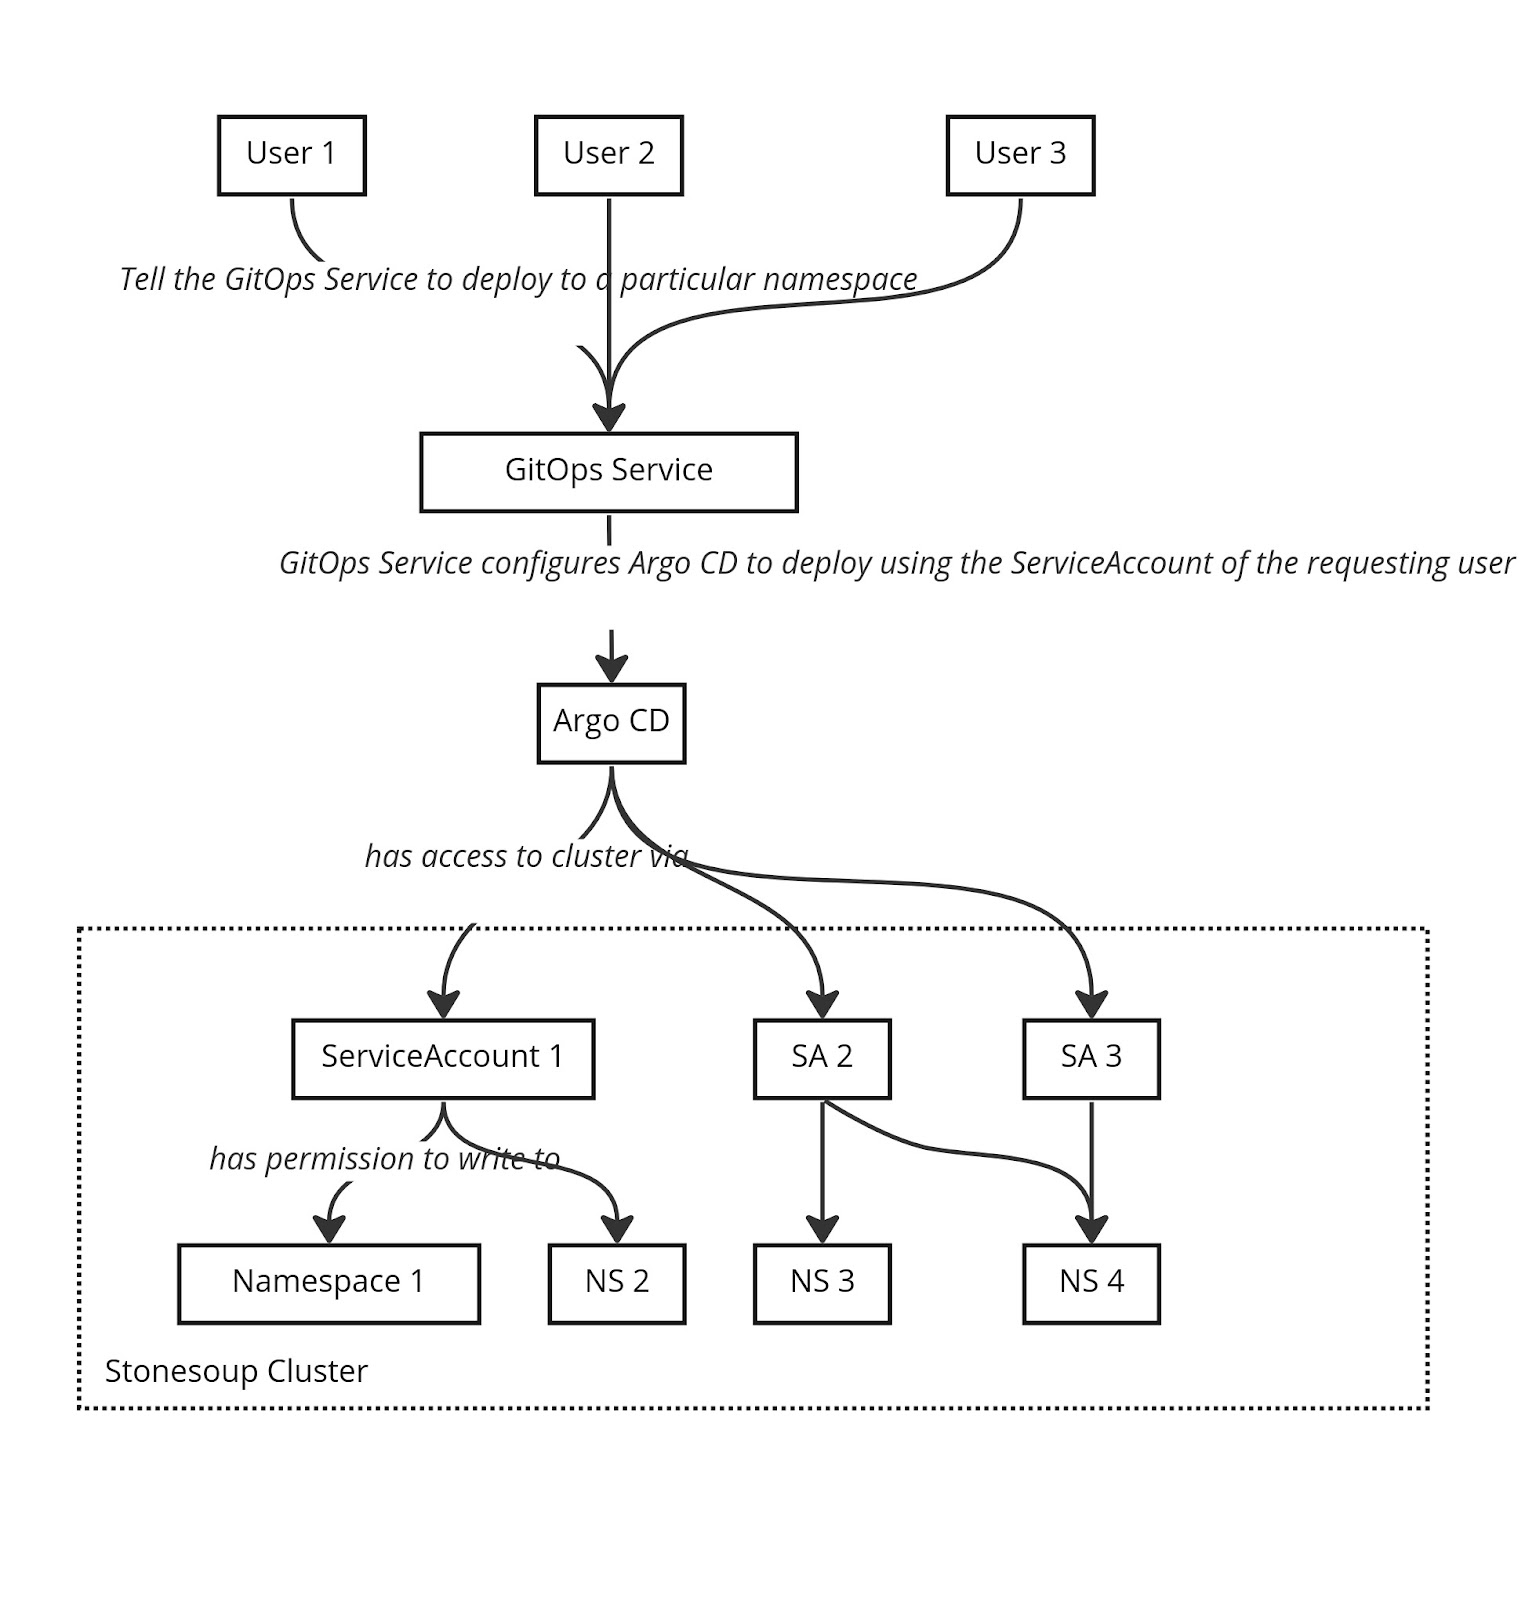 User 1
User 2
User 3
Tell the GitOps Service to deploy to a particular namespace
GitOps Service
GitOps Service configures Argo CD to deploy using the ServiceAccount of the requesting user
Argo CD
has access to cluster via
ServiceAccount 1
SA 2
SA 3
has permission to write to
Namespace 1
NS 2
NS 3
NS 4
Stonesoup Cluster